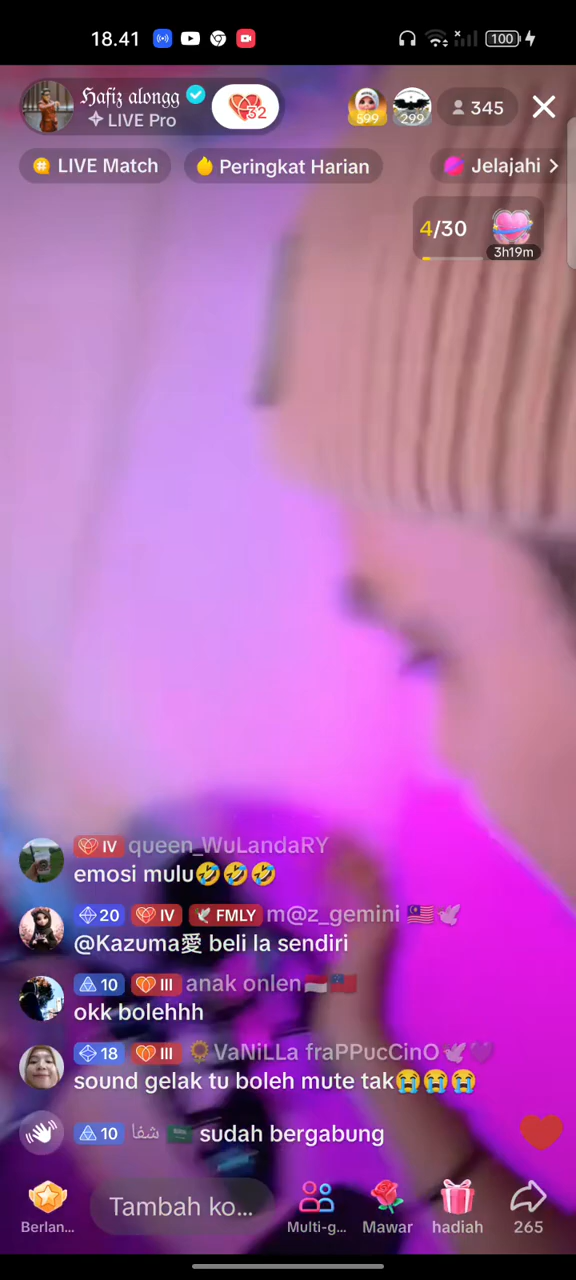 18.41
100
Hafiz alongg
LIVE Pro
32
599
299
345
LIVE Match
Peringkat Harian
Jelajahi
4/30
3h19m
IV queen_WuLandaRY
emosi mulu🤣🤣🤣
20 IV FMLY m@z_gemini 🇲🇾🕊
@Kazuma愛 beli la sendiri
10 III anak onlen🇮🇩🇼🇸
okk bolehhh
18 III 🌻VaNiLLa fraPPucCinO🕊💜
sound gelak tu boleh mute tak😭😭😭
10 شفا 🇸🇦 sudah bergabung
Berlan...
Tambah ko...
Multi-g...
Mawar
hadiah
265